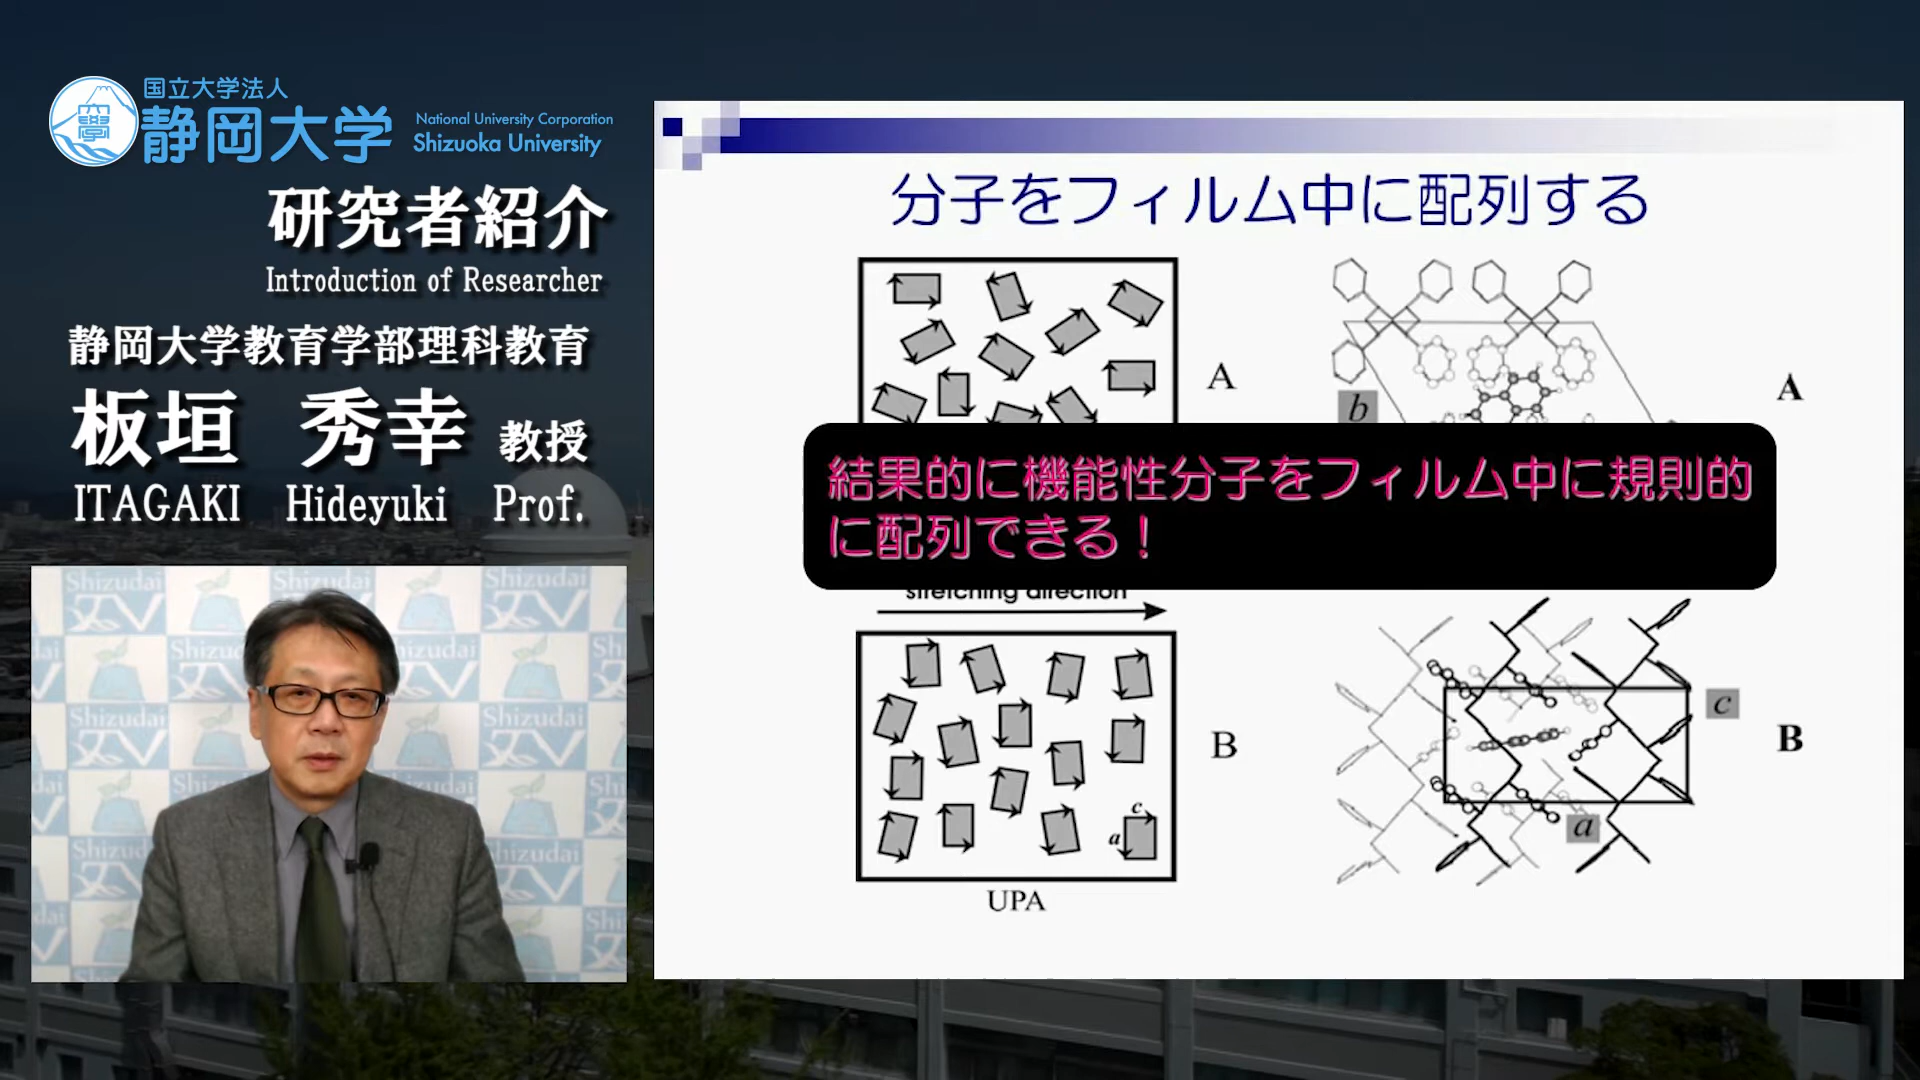 国立大学法人
静岡大学
National University Corporation
Shizuoka University
研究者紹介
Introduction of Researcher
静岡大学教育学部理科教育
板垣 秀幸 教授
ITAGAKI Hideyuki Prof.
Shizudai TV
分子をフィルム中に配列する
A
b
A
結果的に機能性分子をフィルム中に規則的
に配列できる！
stretching direction
B
c
a
UPA
c
a
B